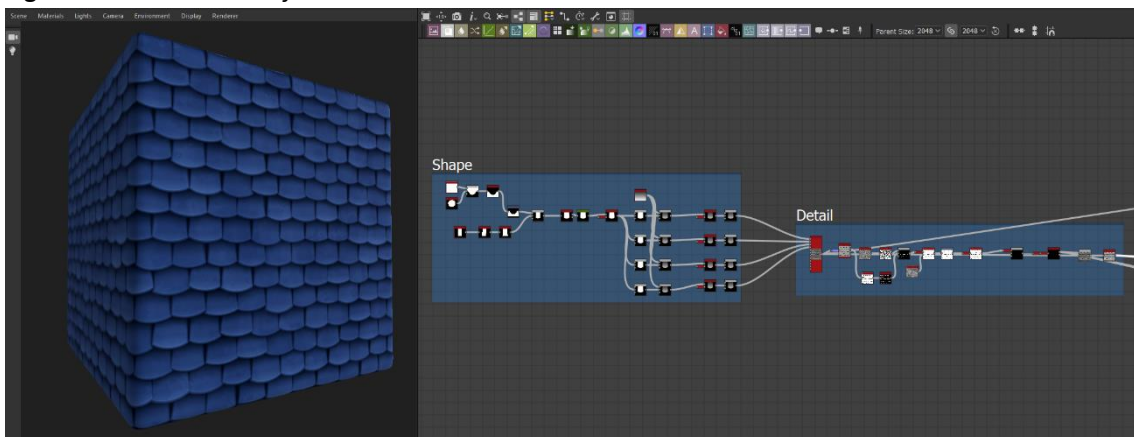 Scene Materials Lights Camera Environment Display Renderer
Parent Size: 2048 2048
Shape
Detail